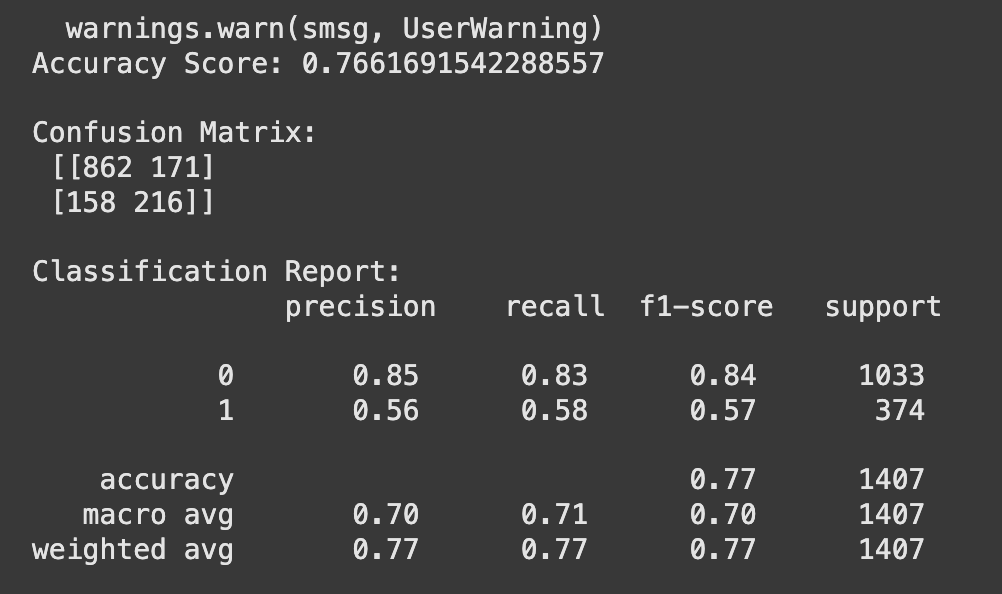 warnings.warn(smsg, UserWarning)
Accuracy Score: 0.7661691542288557
Confusion Matrix:
[[862 171]
[158 216]]
Classification Report:
precision recall f1-score support
0 0.85 0.83 0.84 1033
1 0.56 0.58 0.57 374
accuracy 0.77 1407
macro avg 0.70 0.71 0.70 1407
weighted avg 0.77 0.77 0.77 1407